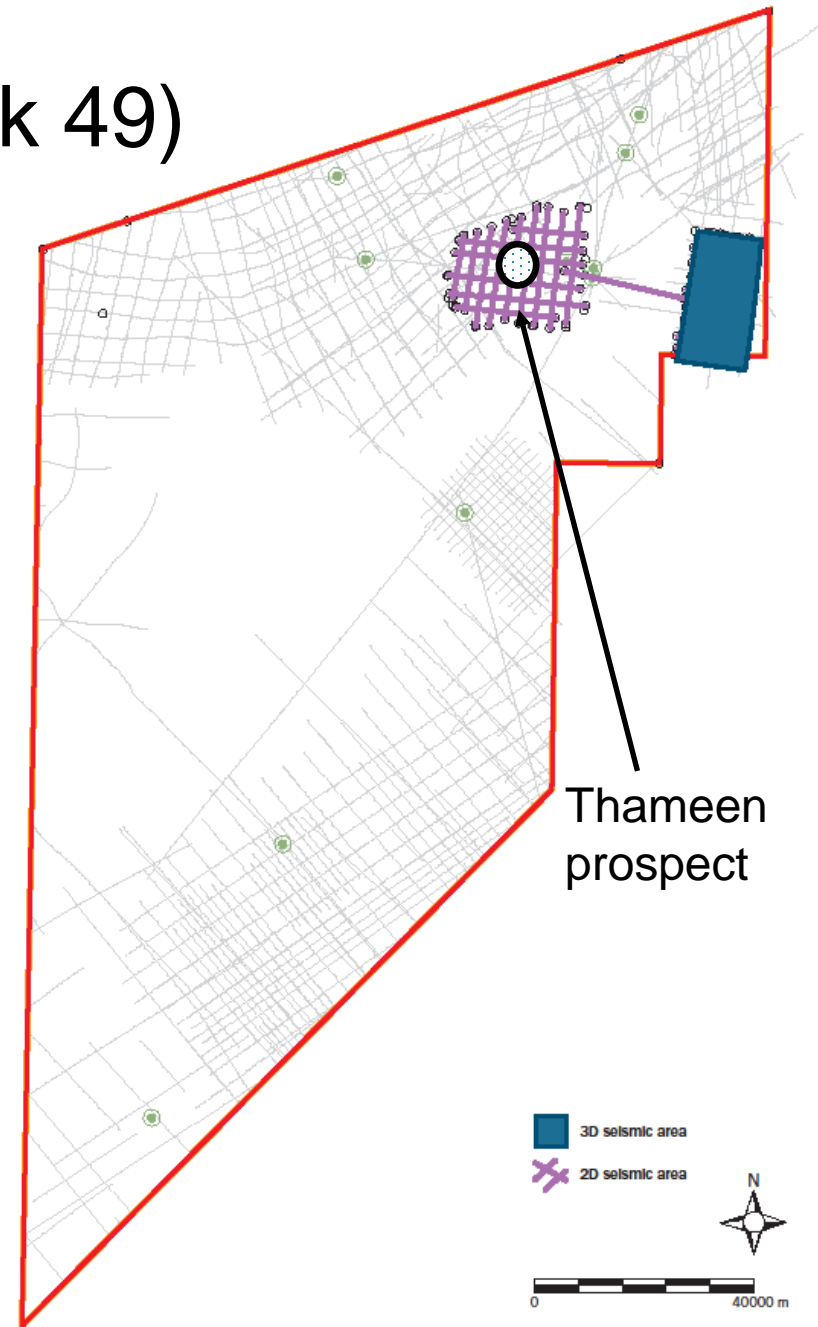 k 49)
Thameen
prospect
3D seismic area
2D seismic area
N
0 40000 m